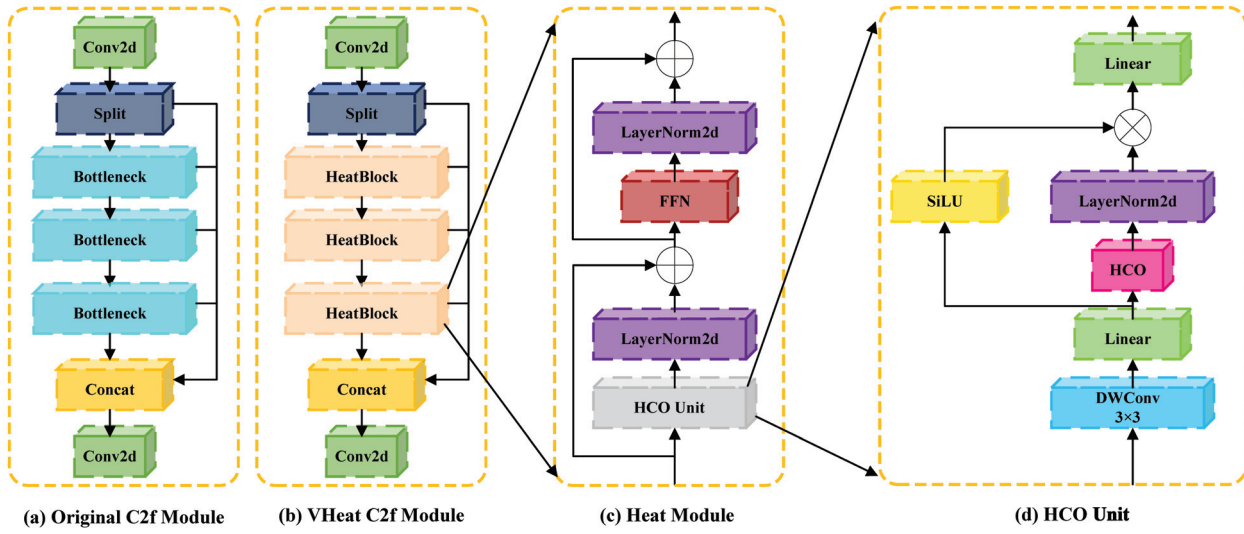 Conv2d
Split
Bottleneck
Bottleneck
Bottleneck
Concat
Conv2d
(a) Original C2f Module
Conv2d
Split
HeatBlock
HeatBlock
HeatBlock
Concat
Conv2d
(b) VHeat C2f Module
LayerNorm2d
FFN
LayerNorm2d
HCO Unit
(c) Heat Module
Linear
SiLU
LayerNorm2d
HCO
Linear
DWConv
3×3
(d) HCO Unit